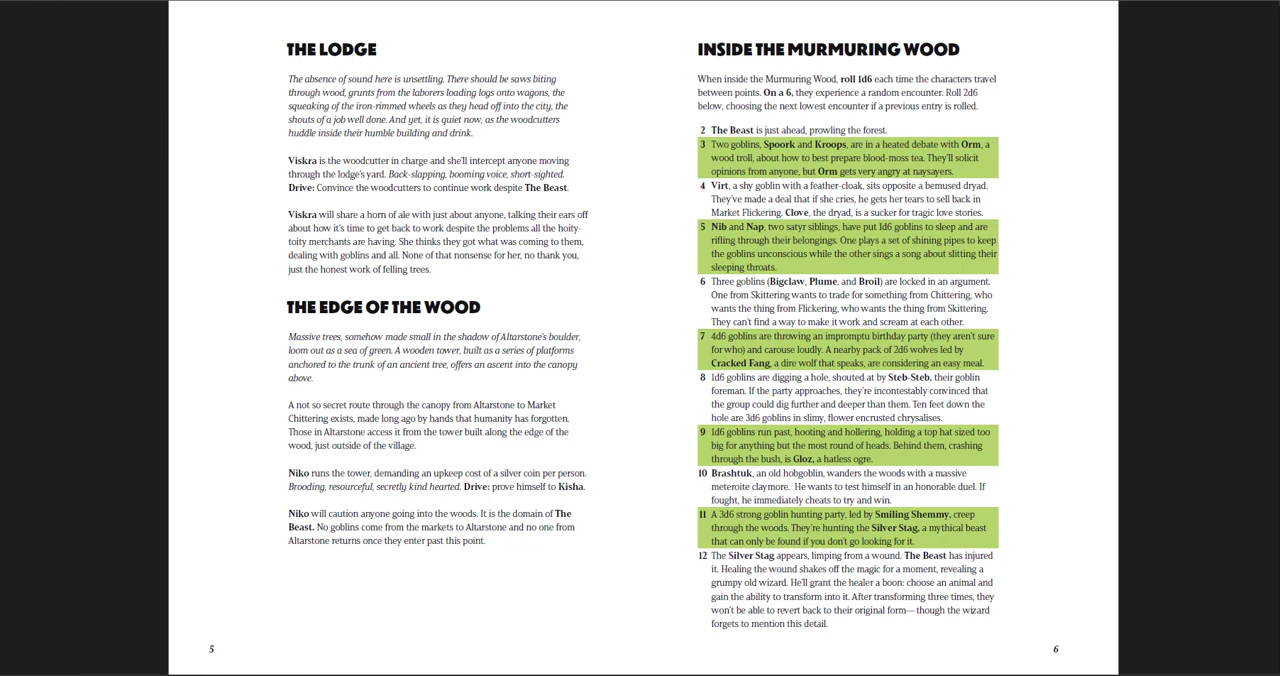 THE LODGE
The absence of sound here is unsettling. There should be saws biting
through wood, grunts from the laborers loading logs onto wagons, the
squeaking of the iron-rimmed wheels as they head off into the city, the
shouts of a job well done. And yet, it is quiet now, as the woodcutters
huddle inside their humble building and drink.
Viskra is the woodcutter in charge and she'll intercept anyone moving
through the lodge's yard. Back-slapping, booming voice, short-sighted.
Drive: Convince the woodcutters to continue work despite The Beast.
Viskra will share a horn of ale with just about anyone, talking their ears off
about how it's time to get back to work despite the problems all the hoity-
toity merchants are having. She thinks they got what was coming to them,
dealing with goblins and all. None of that nonsense for her, no thank you,
just the honest work of felling trees.
THE EDGE OF THE WOOD
Massive trees, somehow made small in the shadow of Altarstone's boulder,
loom out as a sea of green. A wooden tower, built as a series of platforms
anchored to the trunk of an ancient tree, offers an ascent into the canopy
above.
A not so secret route through the canopy from Altarstone to Market
Chittering exists, made long ago by hands that humanity has forgotten.
Those in Altarstone access it from the tower built along the edge of the
wood, just outside of the village.
Niko runs the tower, demanding an upkeep cost of a silver coin per person.
Brooding, resourceful, secretly kind hearted. Drive: prove himself to Kisha.
Niko will caution anyone going into the woods. It is the domain of The
Beast. No goblins come from the markets to Altarstone and no one from
Altarstone returns once they enter past this point.
5
INSIDE THE MURMURING WOOD
When inside the Murmuring Wood, roll 1d6 each time the characters travel
between points. On a 6, they experience a random encounter. Roll 2d6
below, choosing the next lowest encounter if a previous entry is rolled.
2 The Beast is just ahead, prowling the forest.
3 Two goblins, Spoork and Kroops, are in a heated debate with Orm, a
wood troll, about how to best prepare blood-moss tea. They'll solicit
opinions from anyone, but Orm gets very angry at naysayers.
4 Virt, a shy goblin with a feather-cloak, sits opposite a bemused dryad.
They've made a deal that if she cries, he gets her tears to sell back in
Market Flickering. Clove, the dryad, is a sucker for tragic love stories.
5 Nib and Nap, two satyr siblings, have put 1d6 goblins to sleep and are
rifling through their belongings. One plays a set of shining pipes to keep
the goblins unconscious while the other sings a song about slitting their
sleeping throats.
6 Three goblins (Bigclaw, Plume, and Broil) are locked in an argument.
One from Skittering wants to trade for something from Chittering, who
wants the thing from Flickering, who wants the thing from Skittering.
They can't find a way to make it work and scream at each other.
7 4d6 goblins are throwing an impromptu birthday party (they aren't sure
for who) and carouse loudly. A nearby pack of 2d6 wolves led by
Cracked Fang, a dire wolf that speaks, are considering an easy meal.
8 1d6 goblins are digging a hole, shouted at by Steb-Steb, their goblin
foreman. If the party approaches, they're incontestably convinced that
the group could dig further and deeper than them. Ten feet down the
hole are 3d6 goblins in slimy, flower encrusted chrysalises.
9 1d6 goblins run past, hooting and hollering, holding a top hat sized too
big for anything but the most round of heads. Behind them, crashing
through the bush, is Gloz, a hatless ogre.
10 Brashtuk, an old hobgoblin, wanders the woods with a massive
meteroite claymore. He wants to test himself in an honorable duel. If
fought, he immediately cheats to try and win.
11 A 3d6 strong goblin hunting party, led by Smiling Shemmy, creep
through the woods. They're hunting the Silver Stag, a mythical beast
that can only be found if you don't go looking for it.
12 The Silver Stag appears, limping from a wound. The Beast has injured
it. Healing the wound shakes off the magic for a moment, revealing a
grumpy old wizard. He'll grant the healer a boon: choose an animal and
gain the ability to transform into it. After transforming three times, they
won't be able to revert back to their original form—though the wizard
forgets to mention this detail.
6